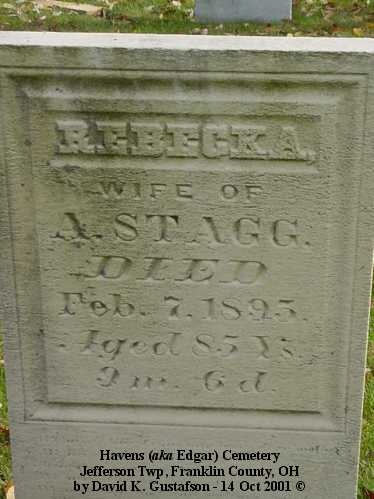 REBECKA,
WIFE OF
A. STAGG.
DIED
Feb. 7. 1895.
Aged 85 Ys.
9 m. 6 d.
Havens (aka Edgar) Cemetery
Jefferson Twp, Franklin County, OH
by David K. Gustafson - 14 Oct 2001 ©